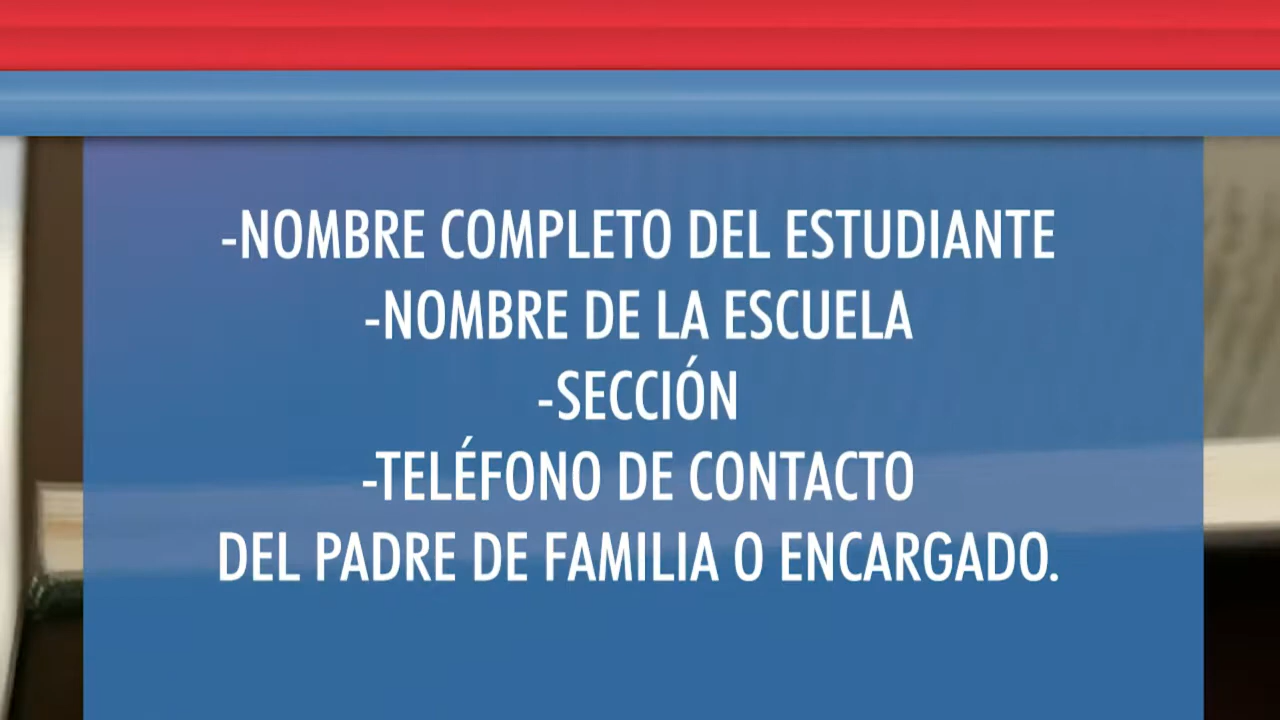 -NOMBRE COMPLETO DEL ESTUDIANTE
-NOMBRE DE LA ESCUELA
-SECCIÓN
-TELÉFONO DE CONTACTO
DEL PADRE DE FAMILIA O ENCARGADO.